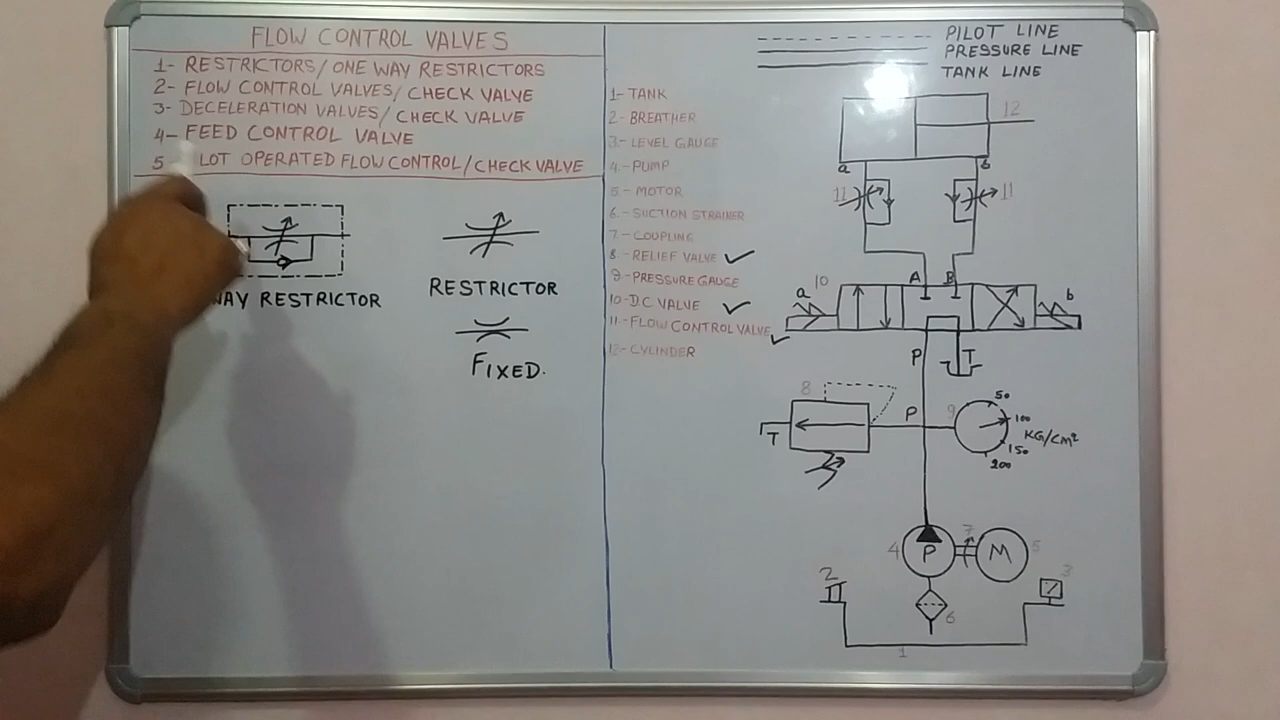 FLOW CONTROL VALVES
1- RESTRICTORS/ONE WAY RESTRICTORS
2- FLOW CONTROL VALVES/CHECK VALVE
3- DECELERATION VALVES/CHECK VALVE
4- FEED CONTROL VALVE
5- LOT OPERATED FLOW CONTROL/CHECK VALVE
WAY RESTRICTOR
RESTRICTOR
FIXED.
PILOT LINE
PRESSURE LINE
TANK LINE
1- TANK
2- BREATHER
3- LEVEL GAUGE
4- PUMP
5- MOTOR
6- SUCTION STRAINER
7- COUPLING
8- RELIEF VALVE
9- PRESSURE GAUGE
10- D.C VALVE
11- FLOW CONTROL VALVE
12- CYLINDER
12
a b
11 11
10 A B
a b
P T
8 P 9
T
50
100
KG/CM²
150
200
4 P 7 M 5
2 3
6
1